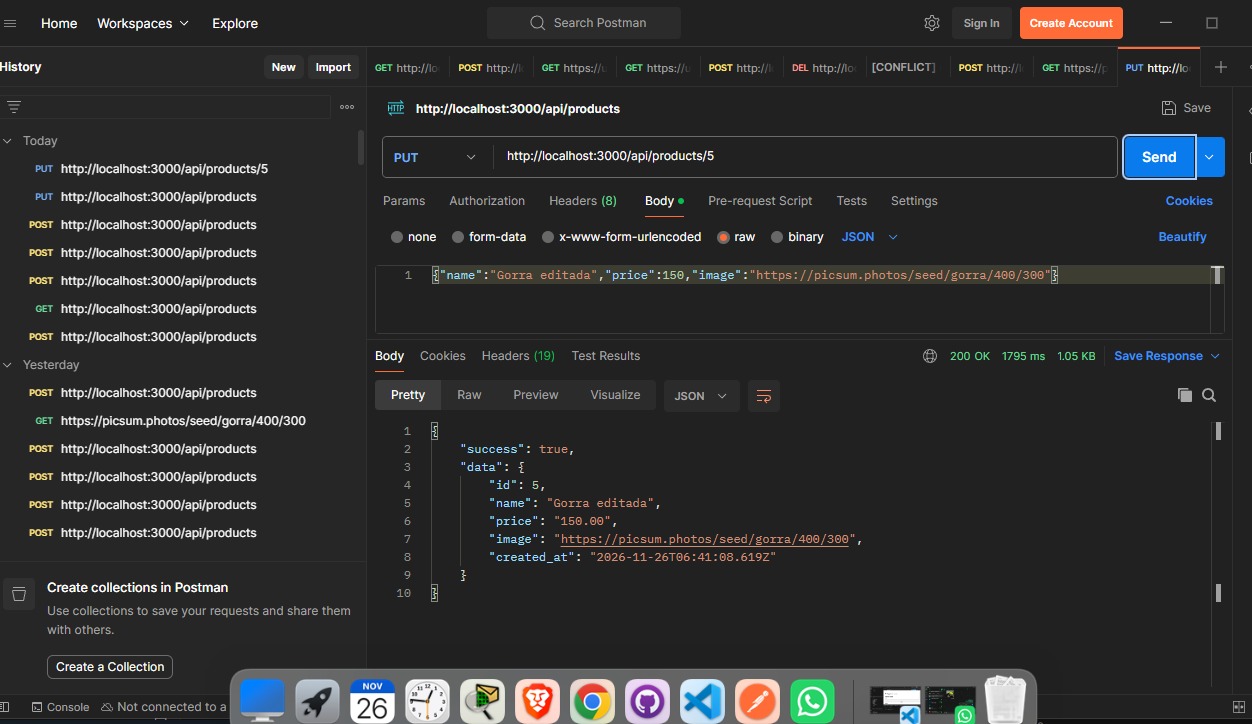 Home Workspaces Explore Search Postman Sign In Create Account
History New Import
GET http://lo POST http:// GET https:// GET https:// POST http:// DEL http://lo [CONFLICT] POST http:// GET https:// PUT http://lo
HTTP http://localhost:3000/api/products Save
Today
PUT http://localhost:3000/api/products/5
PUT http://localhost:3000/api/products
POST http://localhost:3000/api/products
POST http://localhost:3000/api/products
POST http://localhost:3000/api/products
GET http://localhost:3000/api/products
POST http://localhost:3000/api/products
Yesterday
POST http://localhost:3000/api/products
GET https://picsum.photos/seed/gorra/400/300
POST http://localhost:3000/api/products
POST http://localhost:3000/api/products
POST http://localhost:3000/api/products
POST http://localhost:3000/api/products
Create collections in Postman
Use collections to save your requests and share them
with others.
Create a Collection
Console Not connected to a
PUT http://localhost:3000/api/products/5 Send
Params Authorization Headers (8) Body Pre-request Script Tests Settings Cookies
none form-data x-www-form-urlencoded raw binary JSON Beautify
1 {"name":"Gorra editada","price":150,"image":"https://picsum.photos/seed/gorra/400/300"}
Body Cookies Headers (19) Test Results 200 OK 1795 ms 1.05 KB Save Response
Pretty Raw Preview Visualize JSON
1 {
2 "success": true,
3 "data": {
4 "id": 5,
5 "name": "Gorra editada",
6 "price": "150.00",
7 "image": "https://picsum.photos/seed/gorra/400/300",
8 "created_at": "2026-11-26T06:41:08.619Z"
9 }
10 }
NOV
26